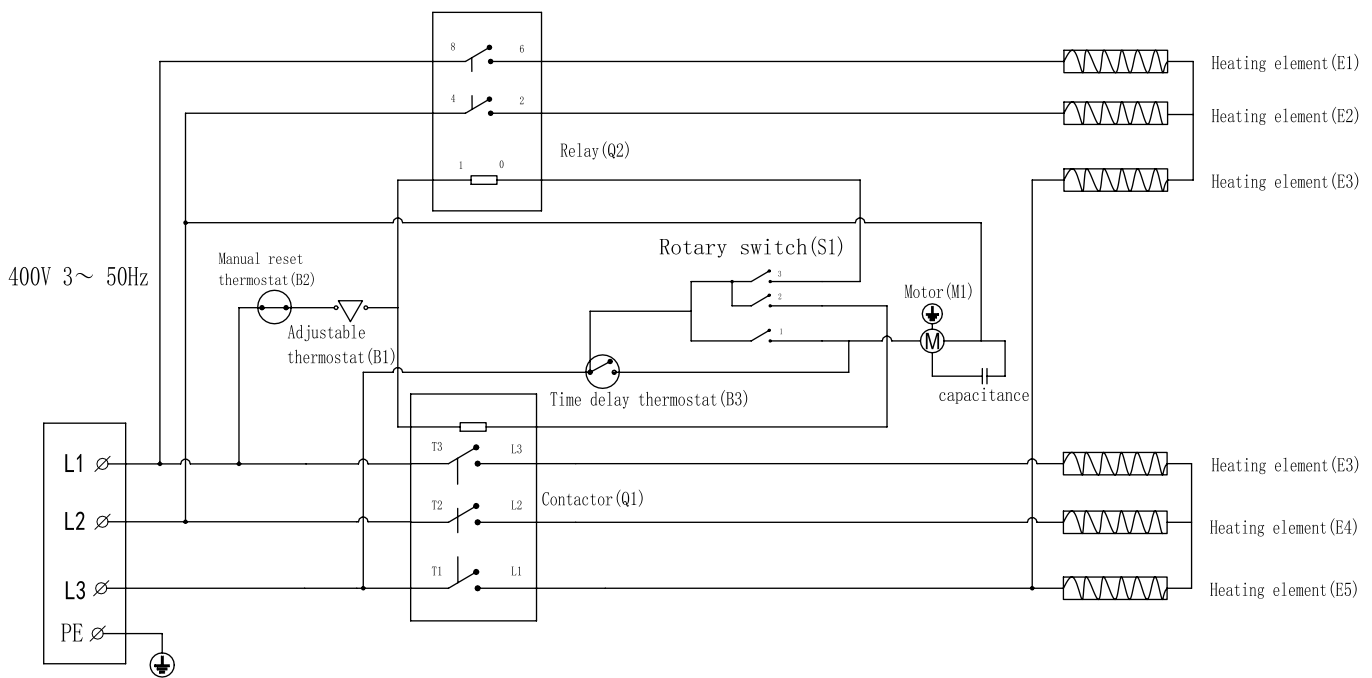 8 6
Heating element(E1)
4 2
Heating element(E2)
Relay(Q2)
1 0
Heating element(E3)
Rotary switch(S1)
400V 3～ 50Hz
Manual reset
thermostat(B2)
3
2
1
Motor(M1)
M
Adjustable
thermostat(B1)
Time delay thermostat(B3)
capacitance
L1
T3 L3
Heating element(E3)
Contactor(Q1)
L2
T2 L2
Heating element(E4)
L3
T1 L1
Heating element(E5)
PE